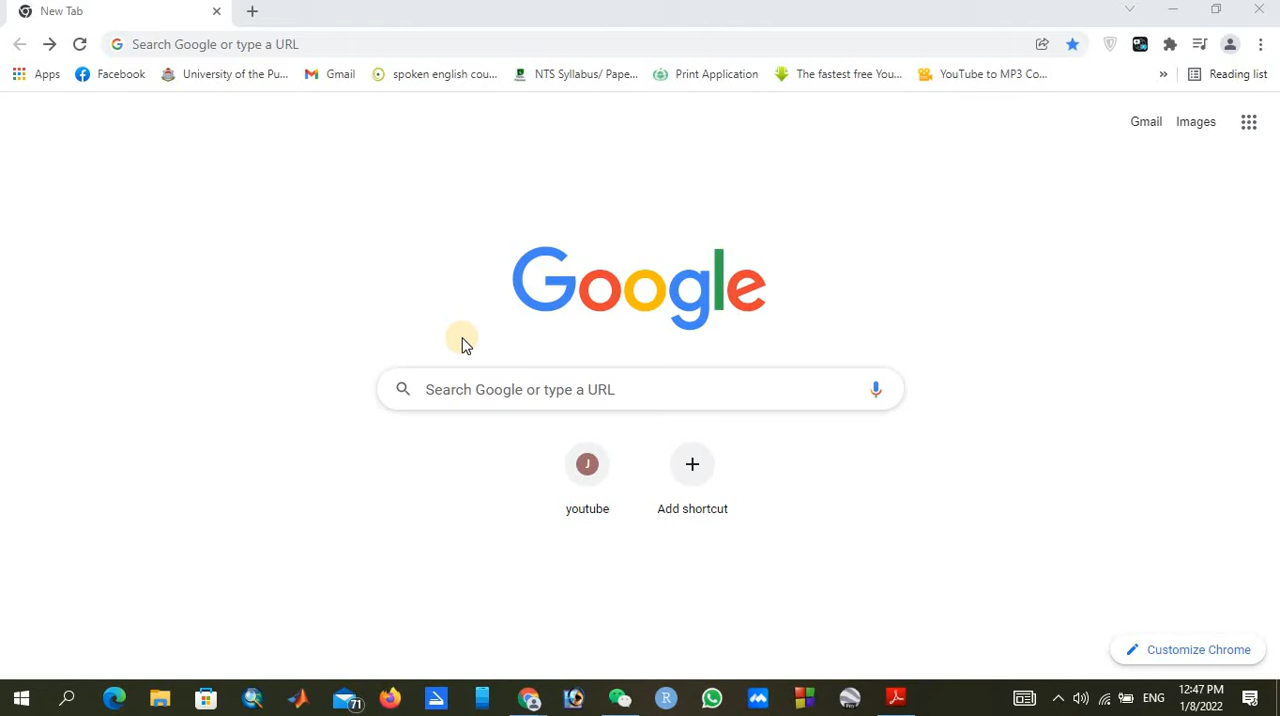 New Tab
Search Google or type a URL
Apps Facebook University of the Pu... Gmail spoken english cou... NTS Syllabus/ Pape... Print Application The fastest free You... YouTube to MP3 Co... » Reading list
Gmail Images
Google
Search Google or type a URL
J
youtube Add shortcut
Customize Chrome
71 R ENG 12:47 PM
1/8/2022